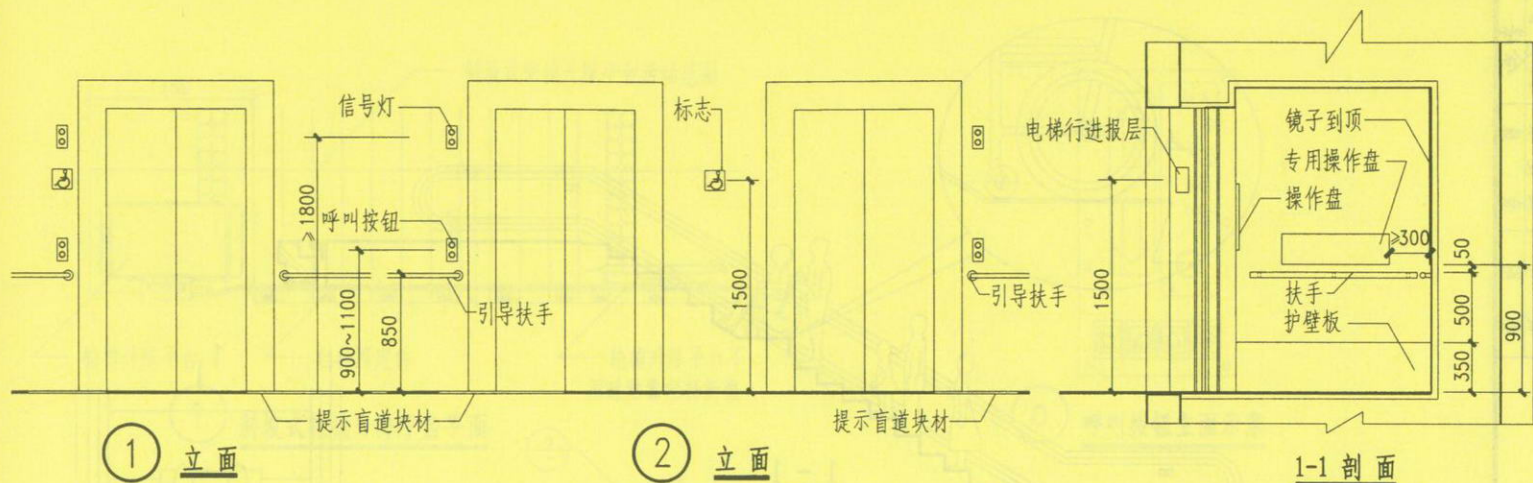 信号灯
≥1800
呼叫按钮
900~1100
850
引导扶手
提示盲道块材
① 立面
标志
1500
引导扶手
提示盲道块材
② 立面
电梯行进报层
1500
镜子到顶
专用操作盘
操作盘
≥300
扶手
护壁板
50
500
350
900
1-1 剖面